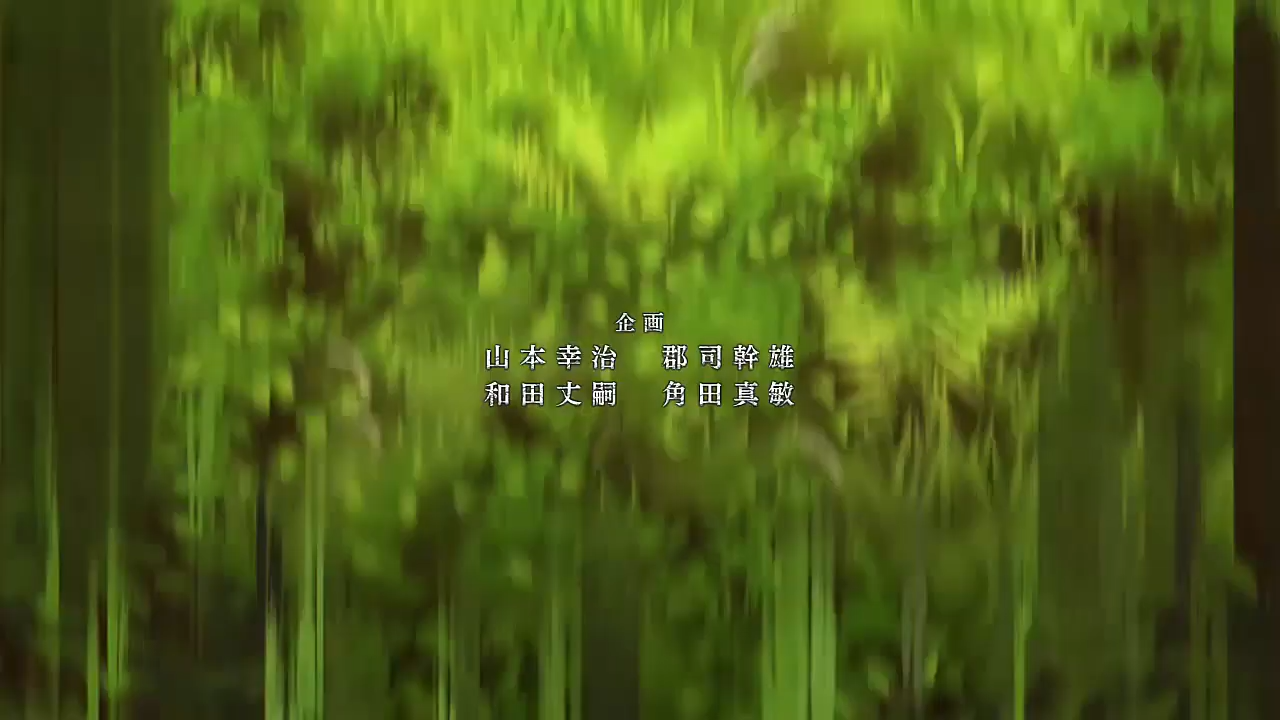 企画
山本幸治　郡司幹雄
和田丈嗣　角田真敏